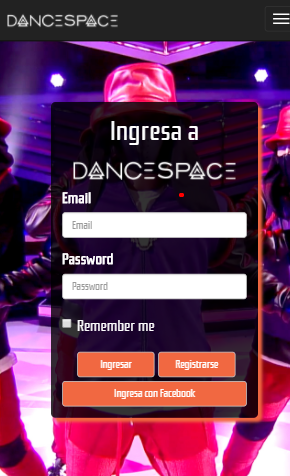 DANCESPACE
Ingresa a
DANCESPACE
Email
Email
Password
Password
Remember me
Ingresar Registrarse
Ingresa con Facebook